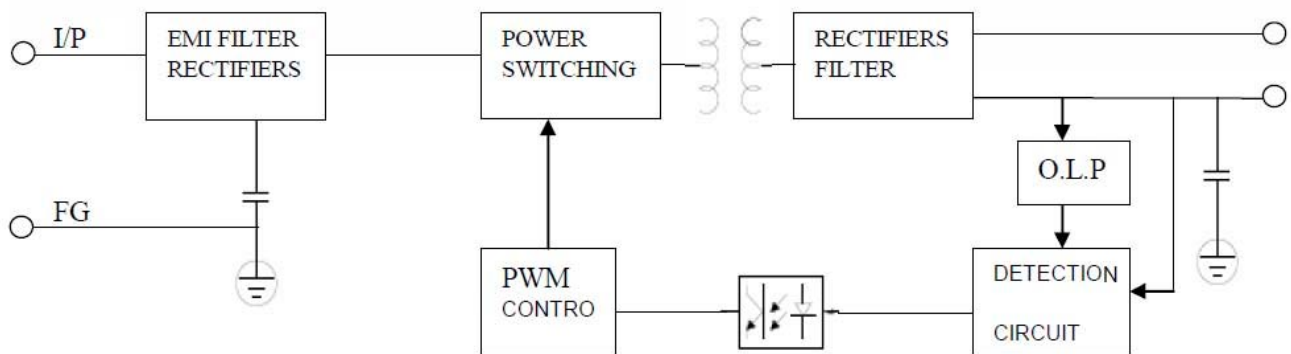 I/P
EMI FILTER
RECTIFIERS
POWER
SWITCHING
RECTIFIERS
FILTER
O.L.P
FG
PWM
CONTRO
DETECTION
CIRCUIT